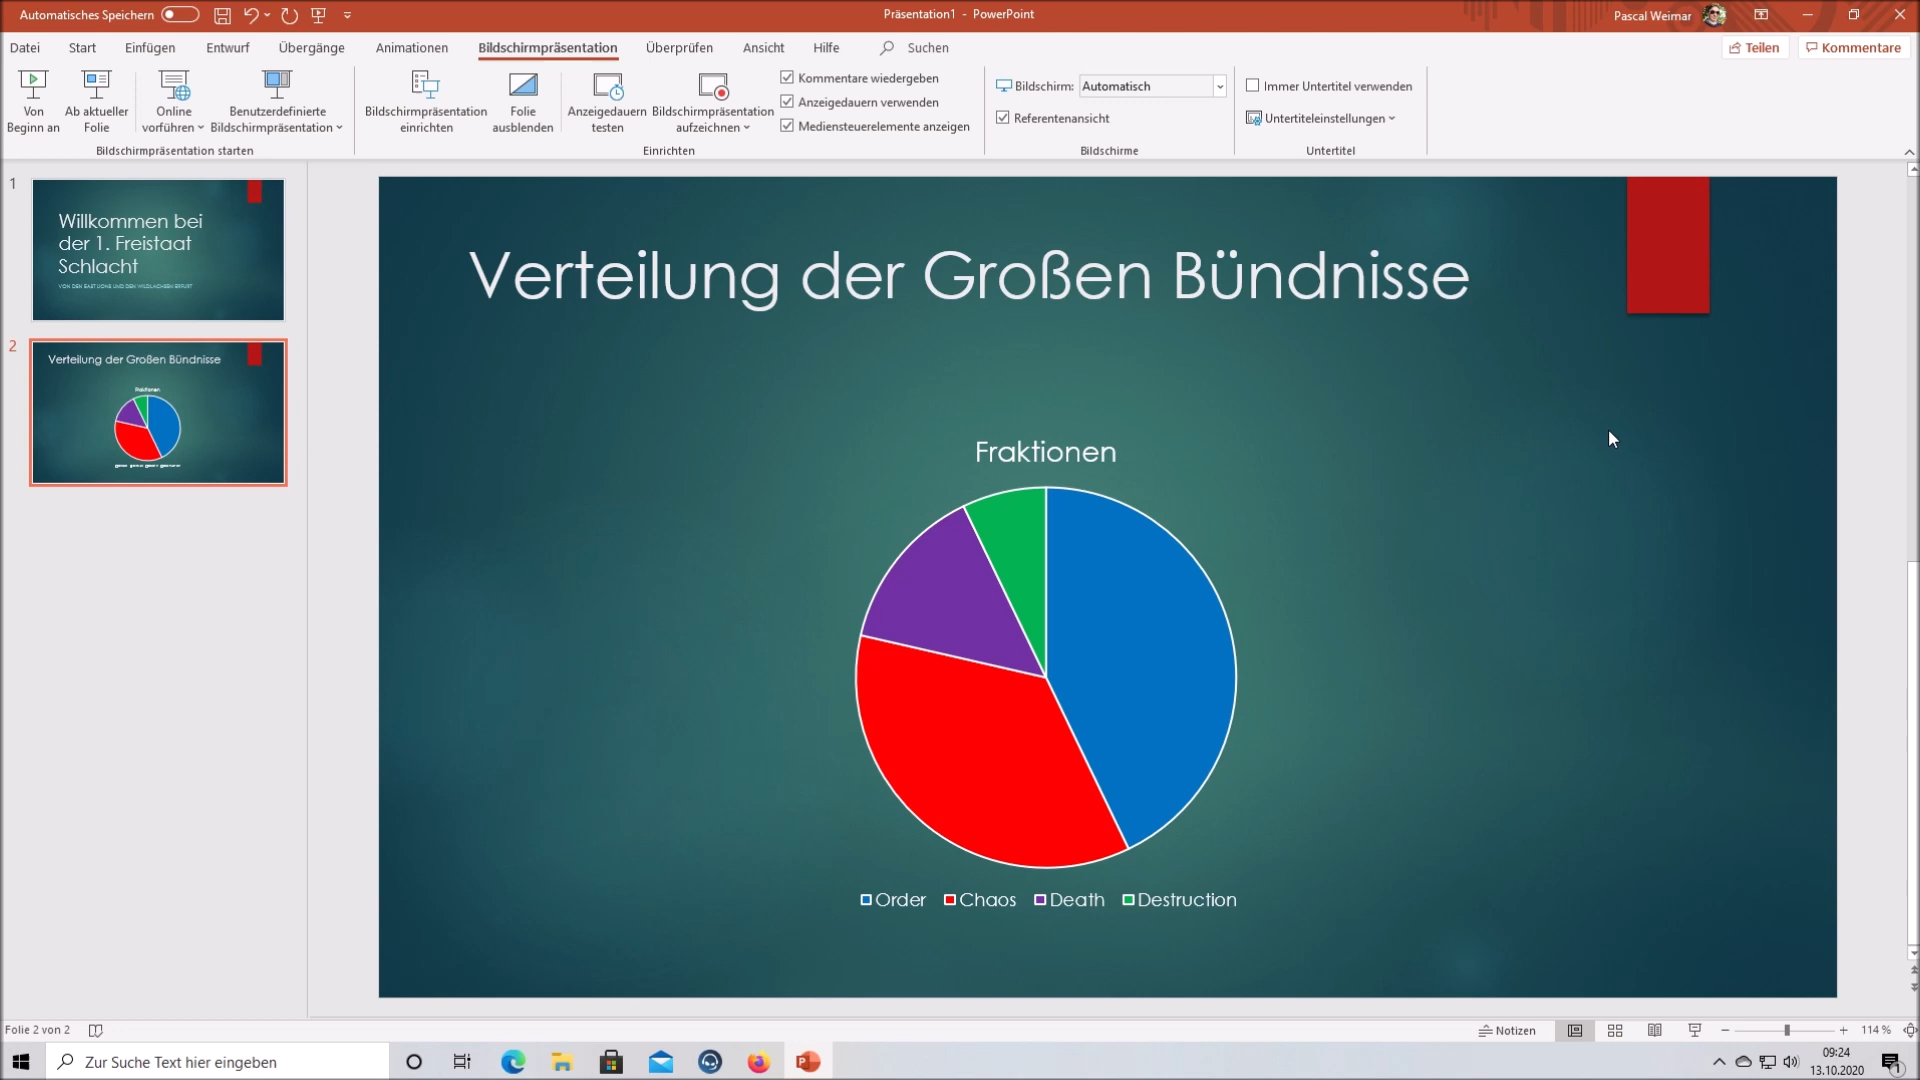 Automatisches Speichern
Präsentation1 - PowerPoint
Pascal Weimar
Datei Start Einfügen Entwurf Übergänge Animationen Bildschirmpräsentation Überprüfen Ansicht Hilfe Suchen
Teilen Kommentare
Von Beginn an
Ab aktueller Folie
Online vorführen
Benutzerdefinierte Bildschirmpräsentation
Bildschirmpräsentation einrichten
Folie ausblenden
Anzeigedauern testen
Bildschirmpräsentation aufzeichnen
Kommentare wiedergeben
Anzeigedauern verwenden
Mediensteuerelemente anzeigen
Bildschirm: Automatisch
Referentenansicht
Immer Untertitel verwenden
Untertiteleinstellungen
Bildschirmpräsentation starten
Einrichten
Bildschirme
Untertitel
1
Willkommen bei
der 1. Freistaat
Schlacht
2
Verteilung der Großen Bündnisse
Fraktionen
Verteilung der Großen Bündnisse
Fraktionen
Order Chaos Death Destruction
Folie 2 von 2
Notizen
114 %
Zur Suche Text hier eingeben
09:24
13.10.2020
1